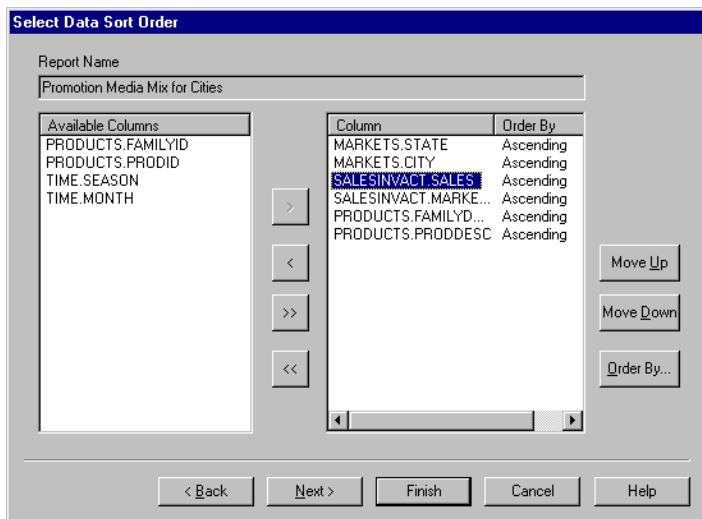 Select Data Sort Order
Report Name
Promotion Media Mix for Cities
Available Columns
PRODUCTS.FAMILYID
PRODUCTS.PRODID
TIME.SEASON
TIME.MONTH
>
<
>>
<<
Column Order By
MARKETS.STATE Ascending
MARKETS.CITY Ascending
SALESINVACT.SALES Ascending
SALESINVACT.MARKE... Ascending
PRODUCTS.FAMILYD... Ascending
PRODUCTS.PRODDESC Ascending
Move Up
Move Down
Order By...
< Back Next > Finish Cancel Help